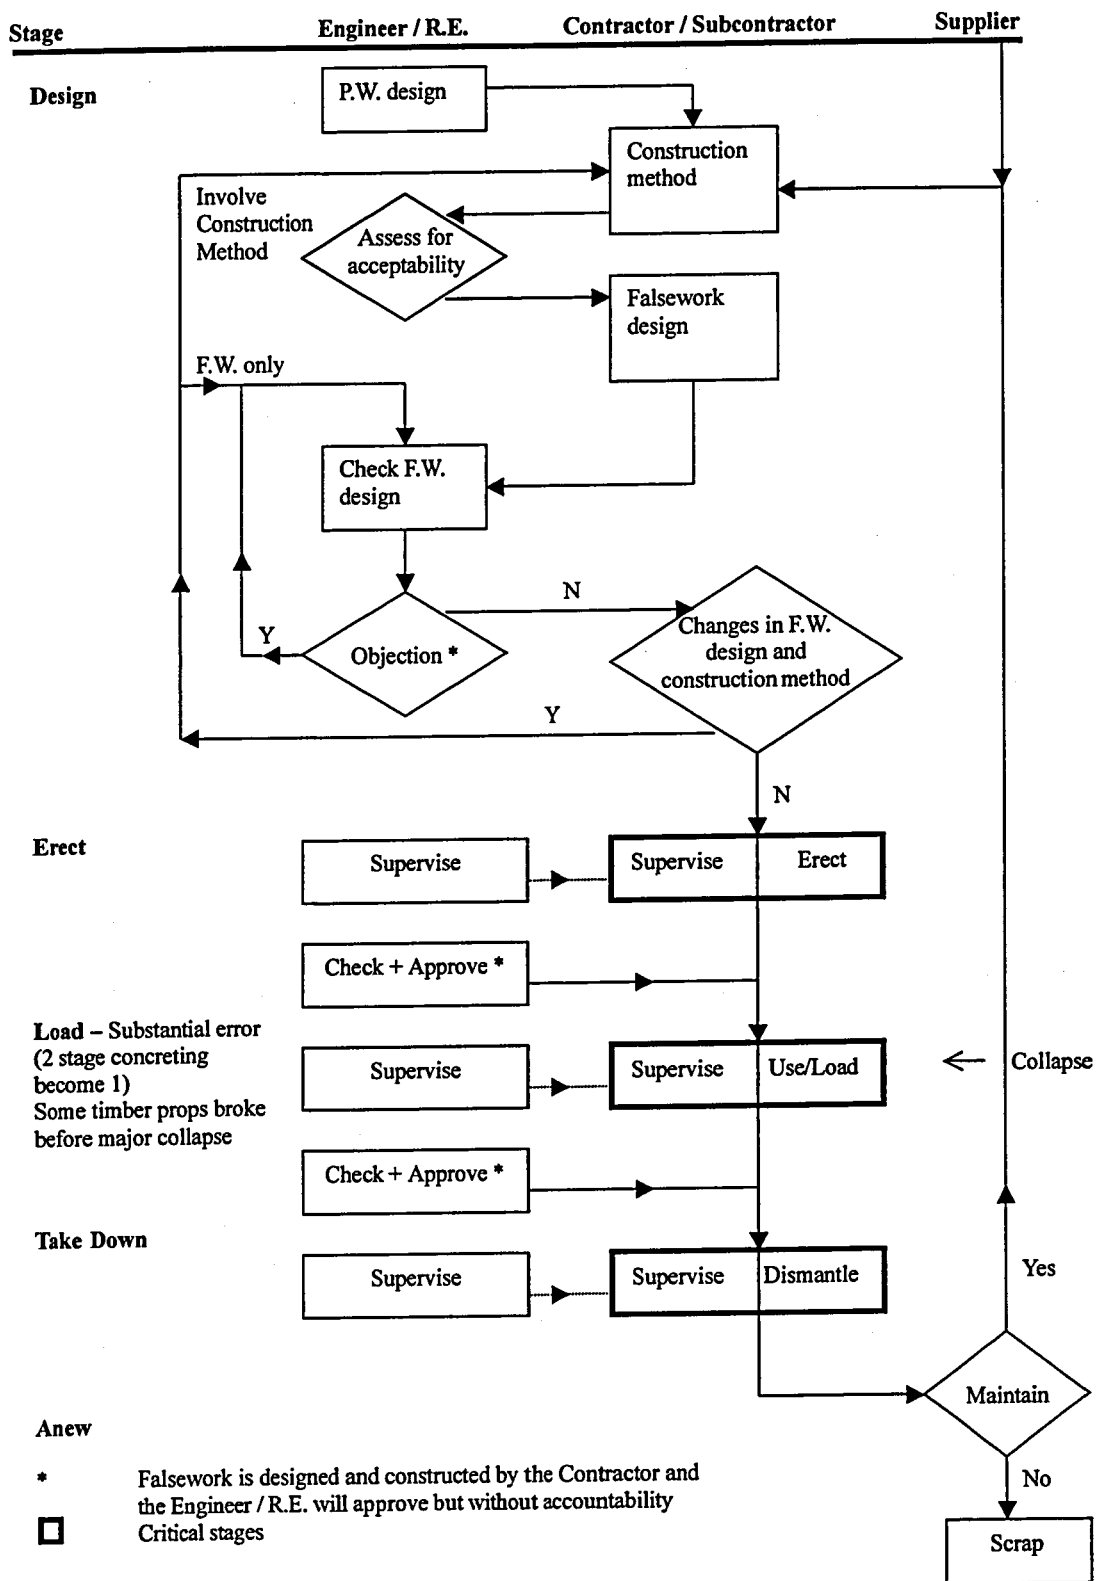 Stage Engineer / R.E. Contractor / Subcontractor Supplier
Design
P.W. design
Construction
method
Involve
Construction
Method
Assess for
acceptability
Falsework
design
F.W. only
Check F.W.
design
N
Changes in F.W.
design and
construction method
Y
Objection *
Y
N
Erect
Supervise
Supervise Erect
Check + Approve *
Load – Substantial error
(2 stage concreting
become 1)
Some timber props broke
before major collapse
Supervise
Supervise Use/Load
Collapse
Check + Approve *
Take Down
Supervise
Supervise Dismantle
Yes
Maintain
Anew
No
* Falsework is designed and constructed by the Contractor and
the Engineer / R.E. will approve but without accountability
Critical stages
Scrap